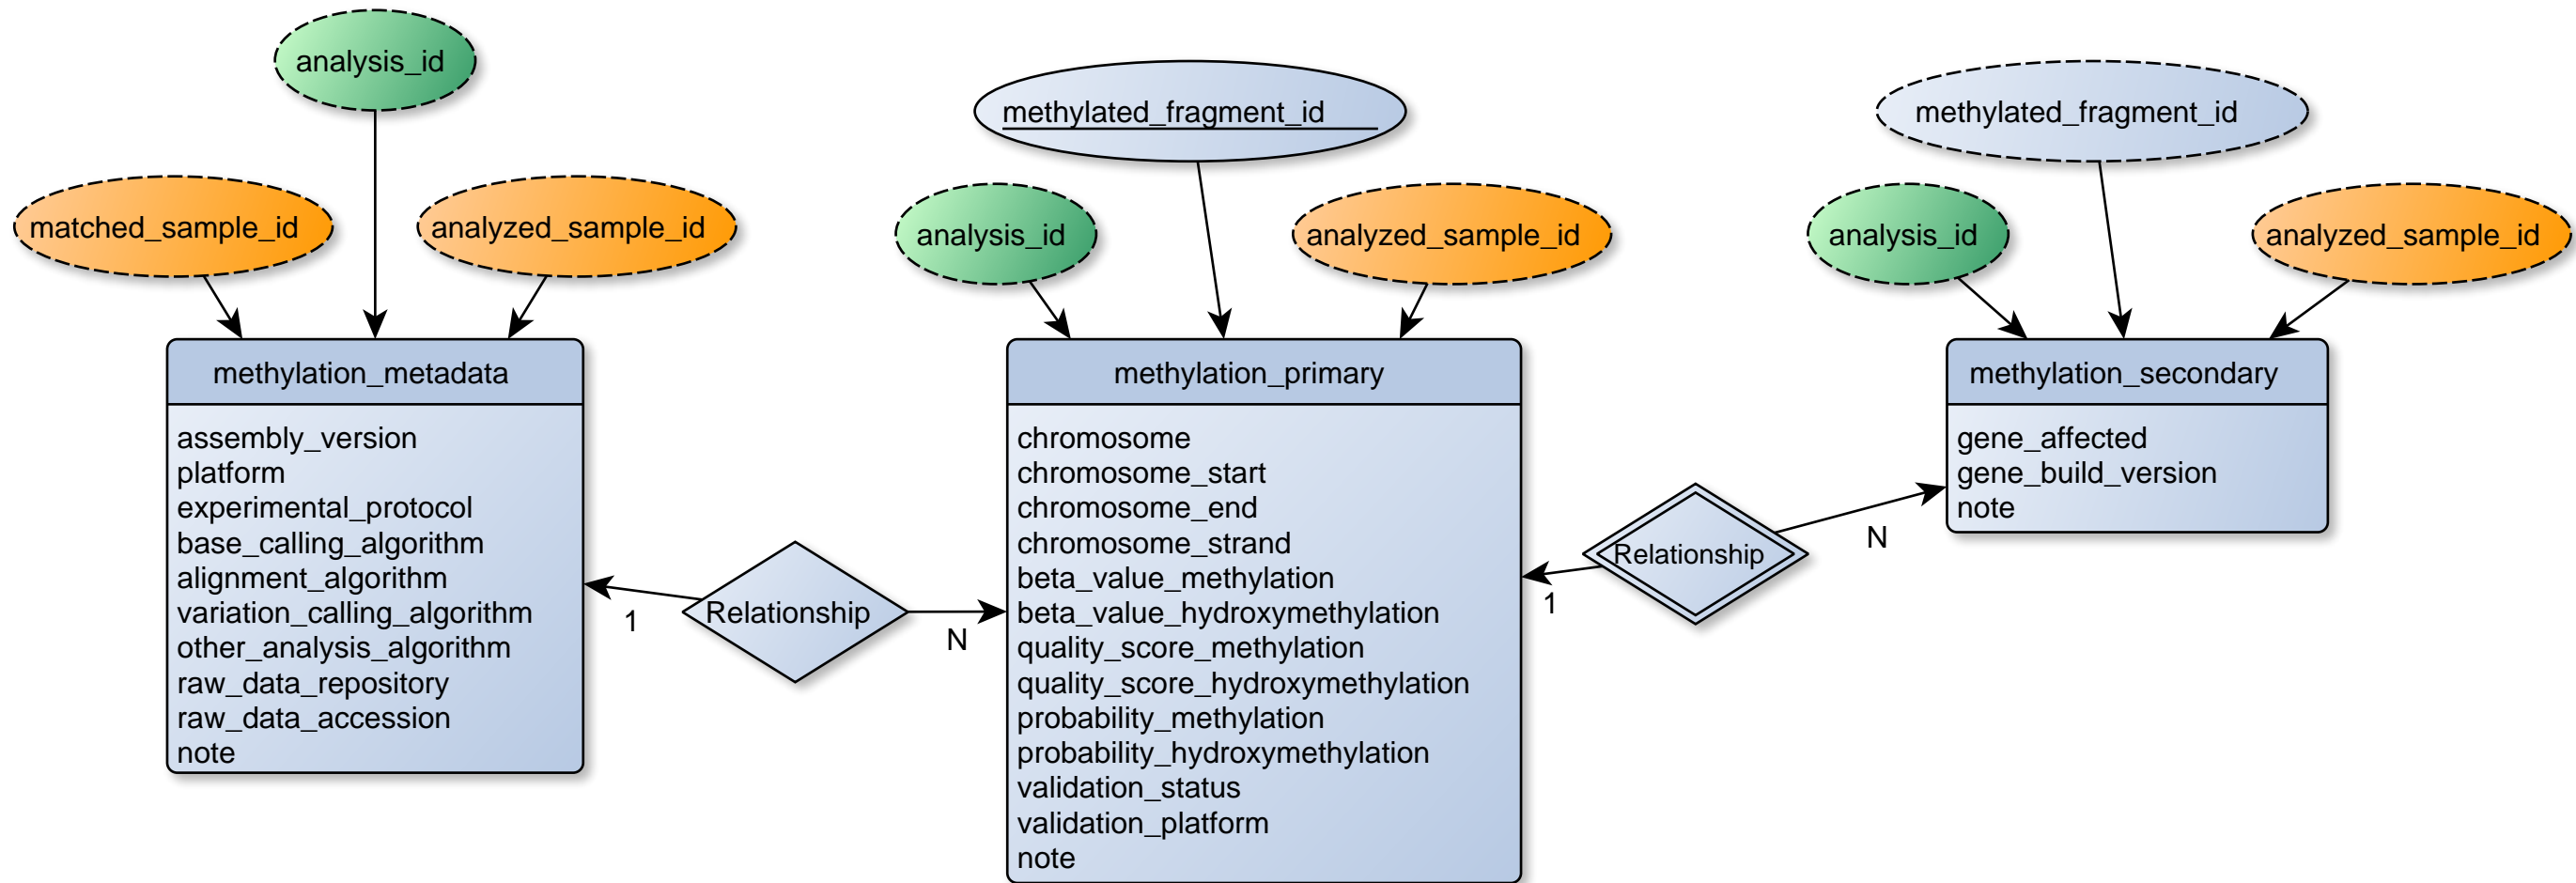 analysis_id
matched_sample_id
analyzed_sample_id
methylation_metadata
assembly_version
platform
experimental_protocol
base_calling_algorithm
alignment_algorithm
variation_calling_algorithm
other_analysis_algorithm
raw_data_repository
raw_data_accession
note
1
Relationship
N
methylated_fragment_id
analysis_id
analyzed_sample_id
methylation_primary
chromosome
chromosome_start
chromosome_end
chromosome_strand
beta_value_methylation
beta_value_hydroxymethylation
quality_score_methylation
quality_score_hydroxymethylation
probability_methylation
probability_hydroxymethylation
validation_status
validation_platform
note
1
Relationship
N
methylated_fragment_id
analysis_id
analyzed_sample_id
methylation_secondary
gene_affected
gene_build_version
note